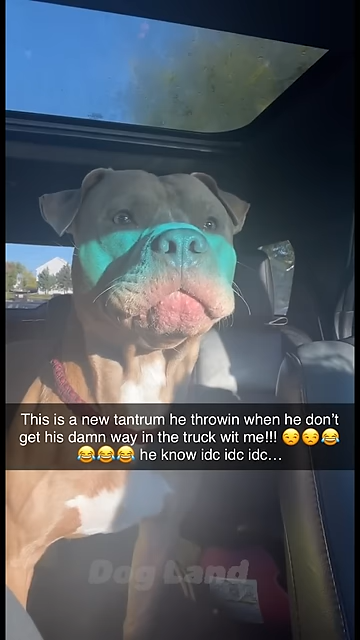 This is a new tantrum he throwin when he don't
get his damn way in the truck wit me!!! 😒😒😂
😂😂😂 he know idc idc idc...
Dog Land